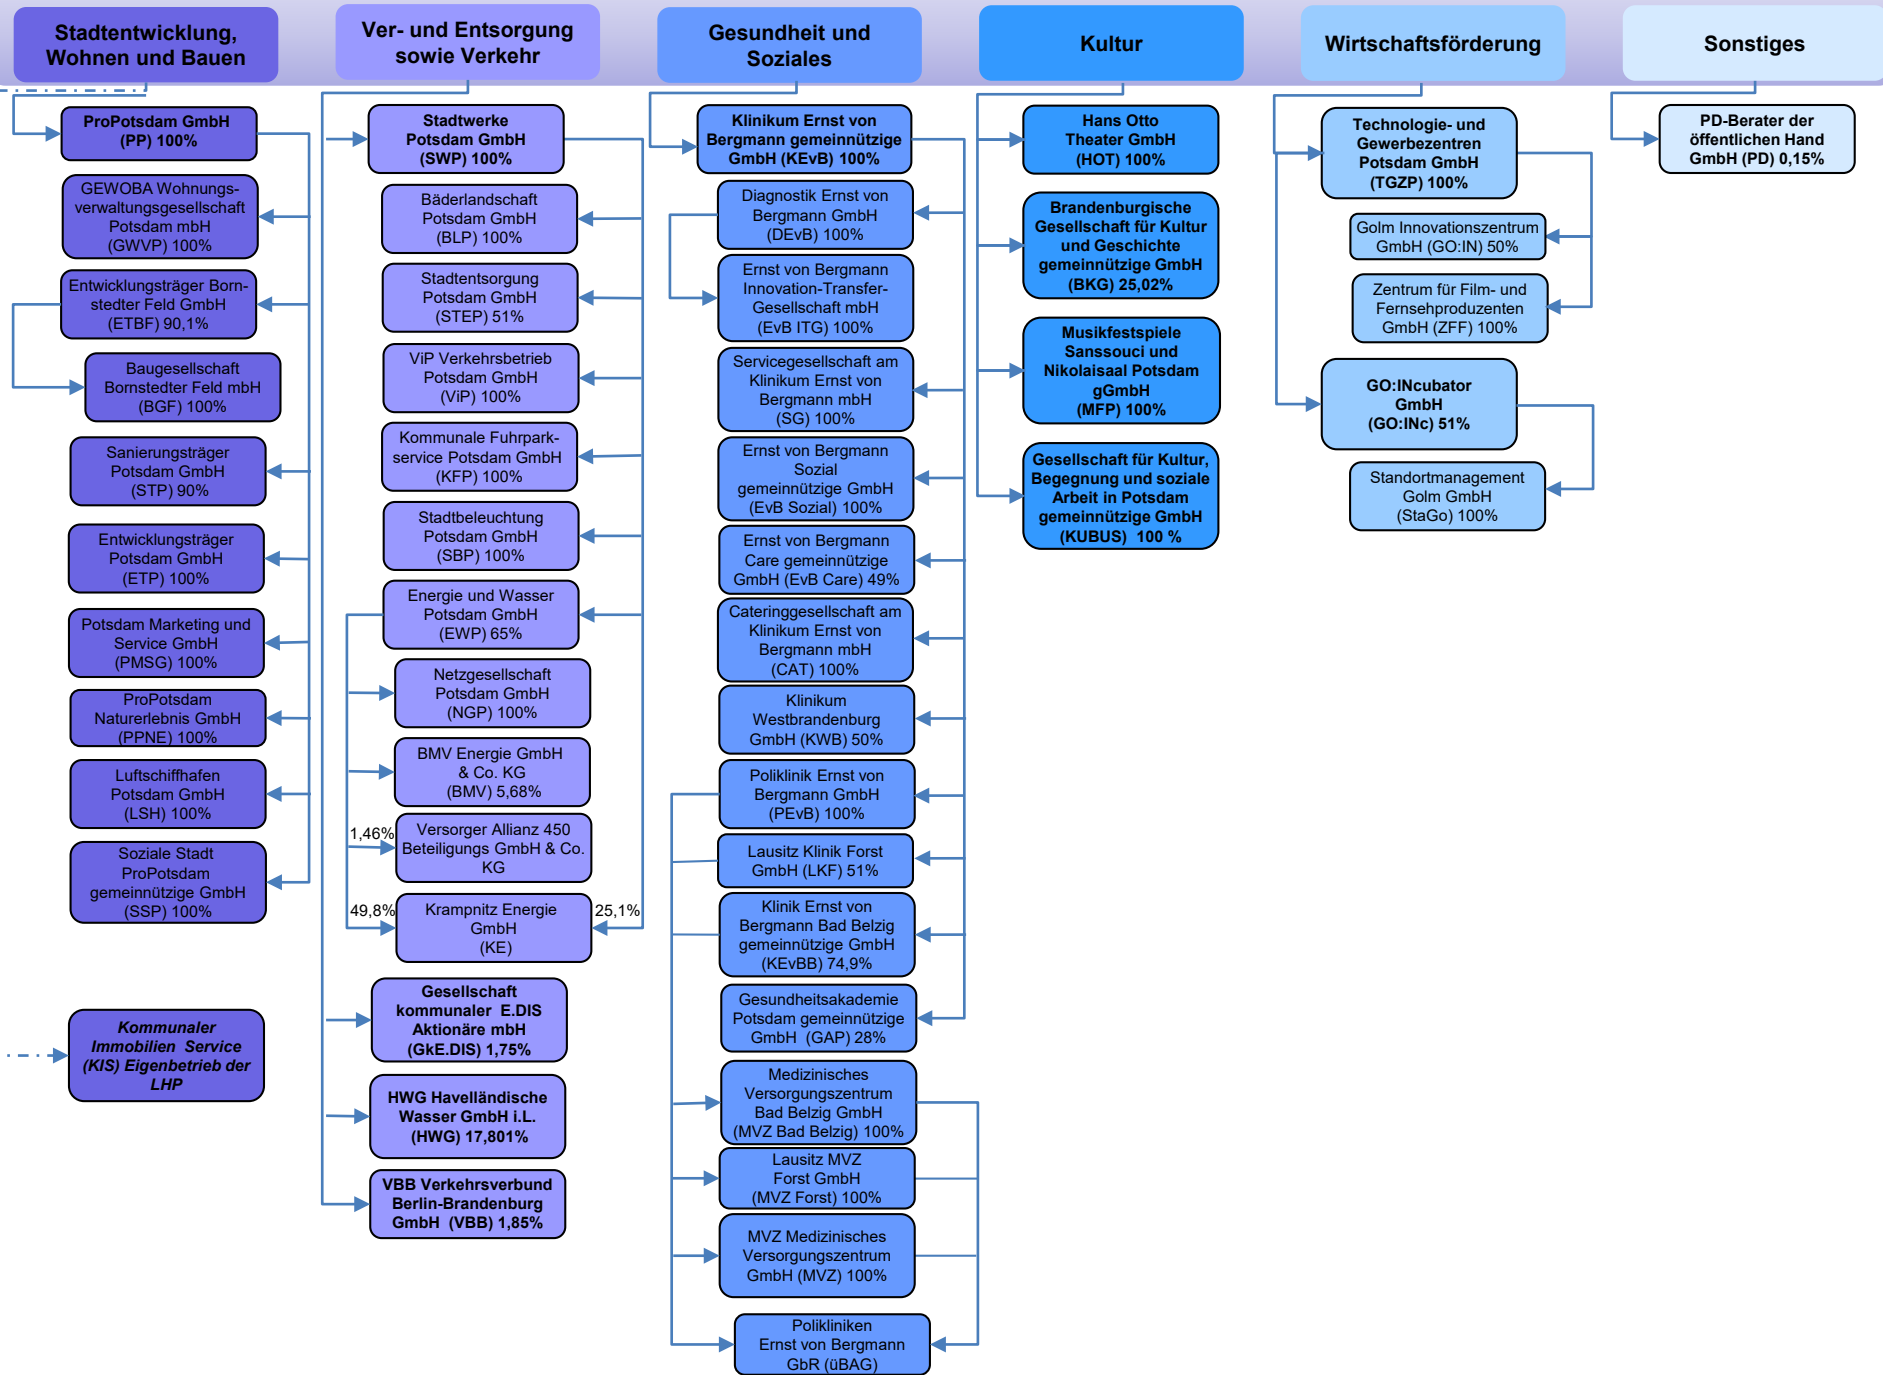 Stadtentwicklung,
Wohnen und Bauen
ProPotsdam GmbH
(PP) 100%
GEWOBA Wohnungs-
verwaltungsgesellschaft
Potsdam mbH
(GWVP) 100%
Entwicklungsträger Born-
stedter Feld GmbH
(ETBF) 90,1%
Baugesellschaft
Bornstedter Feld mbH
(BGF) 100%
Sanierungsträger
Potsdam GmbH
(STP) 90%
Entwicklungsträger
Potsdam GmbH
(ETP) 100%
Potsdam Marketing und
Service GmbH
(PMSG) 100%
ProPotsdam
Naturerlebnis GmbH
(PPNE) 100%
Luftschiffhafen
Potsdam GmbH
(LSH) 100%
Soziale Stadt
ProPotsdam
gemeinnützige GmbH
(SSP) 100%
Kommunaler
Immobilien Service
(KIS) Eigenbetrieb der
LHP
Ver- und Entsorgung
sowie Verkehr
Stadtwerke
Potsdam GmbH
(SWP) 100%
Bäderlandschaft
Potsdam GmbH
(BLP) 100%
Stadtentsorgung
Potsdam GmbH
(STEP) 51%
ViP Verkehrsbetrieb
Potsdam GmbH
(ViP) 100%
Kommunale Fuhrpark-
service Potsdam GmbH
(KFP) 100%
Stadtbeleuchtung
Potsdam GmbH
(SBP) 100%
Energie und Wasser
Potsdam GmbH
(EWP) 65%
Netzgesellschaft
Potsdam GmbH
(NGP) 100%
BMV Energie GmbH
& Co. KG
(BMV) 5,68%
1,46%
Versorger Allianz 450
Beteiligungs GmbH & Co.
KG
49,8%
Krampnitz Energie
GmbH
(KE)
25,1%
Gesellschaft
kommunaler E.DIS
Aktionäre mbH
(GkE.DIS) 1,75%
HWG Havelländische
Wasser GmbH i.L.
(HWG) 17,801%
VBB Verkehrsverbund
Berlin-Brandenburg
GmbH (VBB) 1,85%
Gesundheit und
Soziales
Klinikum Ernst von
Bergmann gemeinnützige
GmbH (KEvB) 100%
Diagnostik Ernst von
Bergmann GmbH
(DEvB) 100%
Ernst von Bergmann
Innovation-Transfer-
Gesellschaft mbH
(EvB ITG) 100%
Servicegesellschaft am
Klinikum Ernst von
Bergmann mbH
(SG) 100%
Ernst von Bergmann
Sozial
gemeinnützige GmbH
(EvB Sozial) 100%
Ernst von Bergmann
Care gemeinnützige
GmbH (EvB Care) 49%
Cateringgesellschaft am
Klinikum Ernst von
Bergmann mbH
(CAT) 100%
Klinikum
Westbrandenburg
GmbH (KWB) 50%
Poliklinik Ernst von
Bergmann GmbH
(PEvB) 100%
Lausitz Klinik Forst
GmbH (LKF) 51%
Klinik Ernst von
Bergmann Bad Belzig
gemeinnützige GmbH
(KEvBB) 74,9%
Gesundheitsakademie
Potsdam gemeinnützige
GmbH (GAP) 28%
Medizinisches
Versorgungszentrum
Bad Belzig GmbH
(MVZ Bad Belzig) 100%
Lausitz MVZ
Forst GmbH
(MVZ Forst) 100%
MVZ Medizinisches
Versorgungszentrum
GmbH (MVZ) 100%
Polikliniken
Ernst von Bergmann
GbR (üBAG)
Kultur
Hans Otto
Theater GmbH
(HOT) 100%
Brandenburgische
Gesellschaft für Kultur
und Geschichte
gemeinnützige GmbH
(BKG) 25,02%
Musikfestspiele
Sanssouci und
Nikolaisaal Potsdam
gGmbH
(MFP) 100%
Gesellschaft für Kultur,
Begegnung und soziale
Arbeit in Potsdam
gemeinnützige GmbH
(KUBUS) 100 %
Wirtschaftsförderung
Technologie- und
Gewerbezentren
Potsdam GmbH
(TGZP) 100%
Golm Innovationszentrum
GmbH (GO:IN) 50%
Zentrum für Film- und
Fernsehproduzenten
GmbH (ZFF) 100%
GO:INcubator
GmbH
(GO:INc) 51%
Standortmanagement
Golm GmbH
(StaGo) 100%
Sonstiges
PD-Berater der
öffentlichen Hand
GmbH (PD) 0,15%